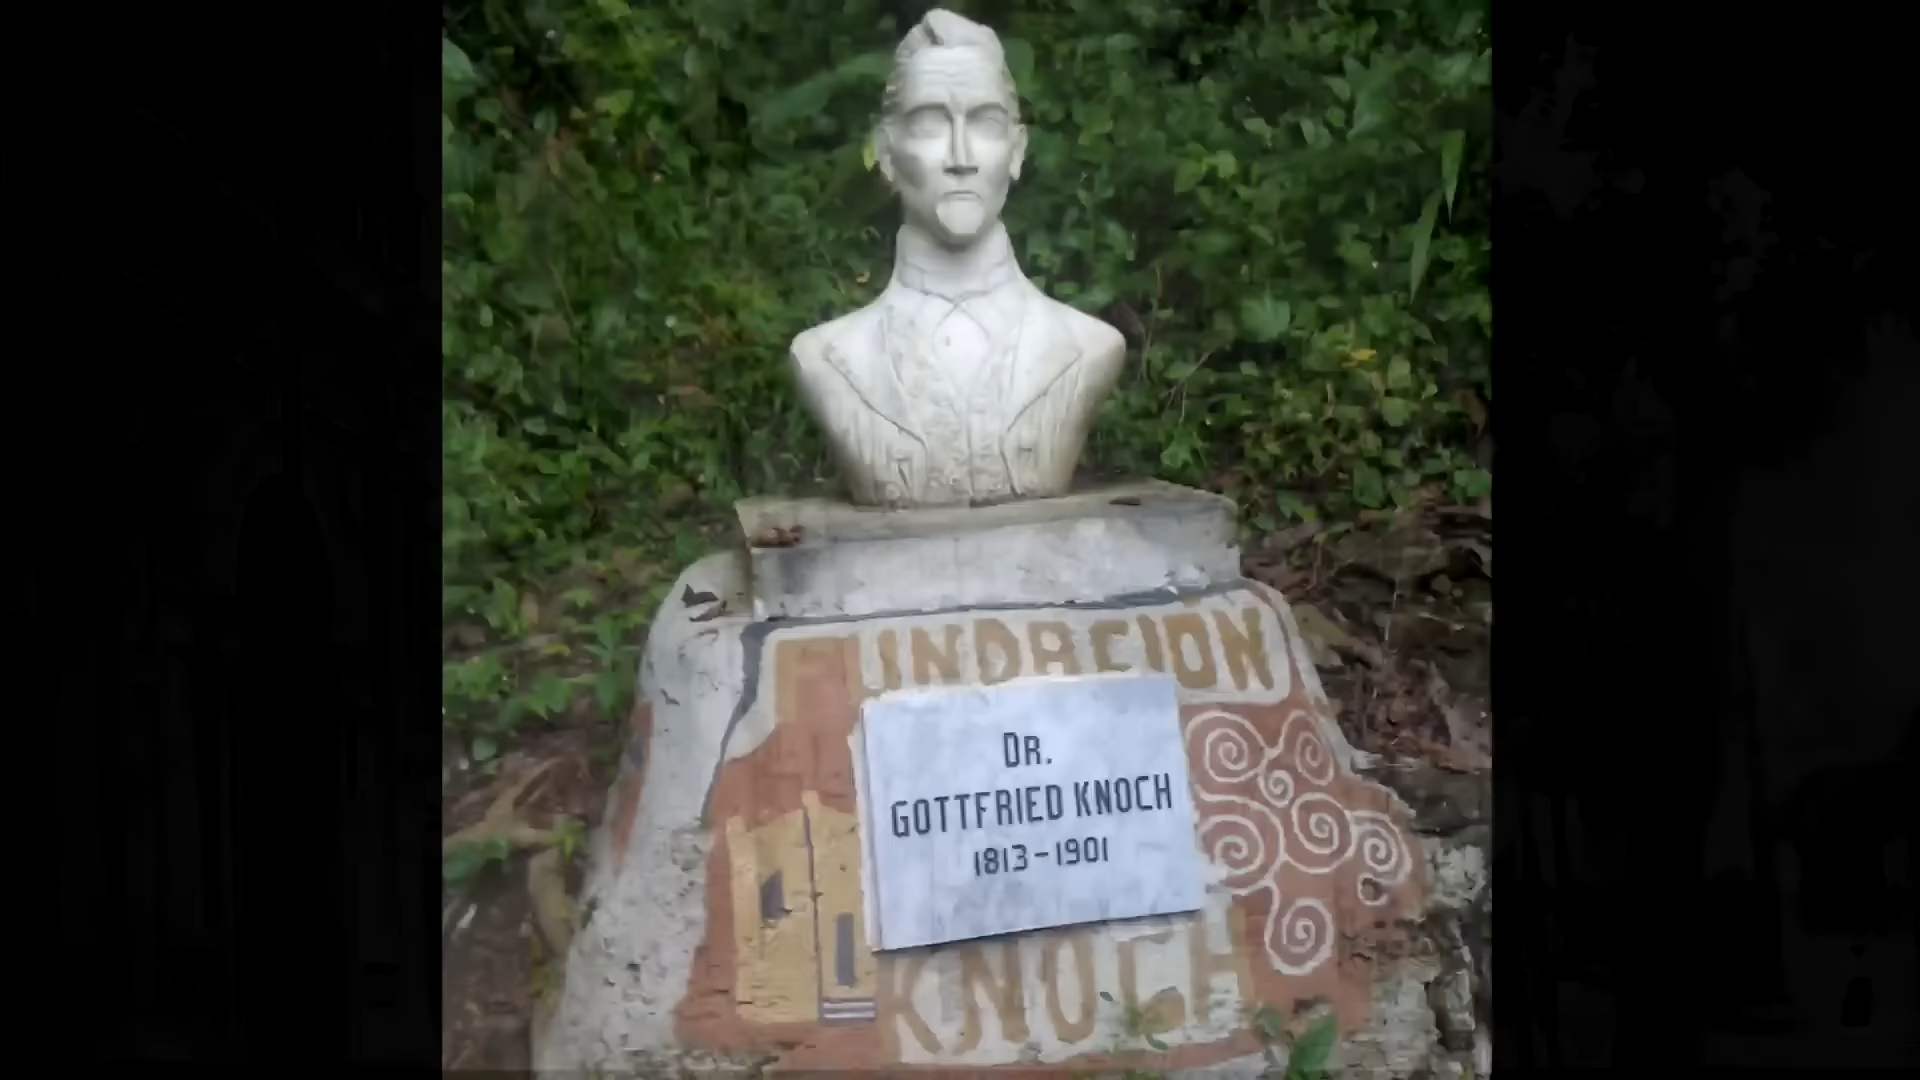 FUNDACION
DR.
GOTTFRIED KNOCH
1813-1901
KNOCH